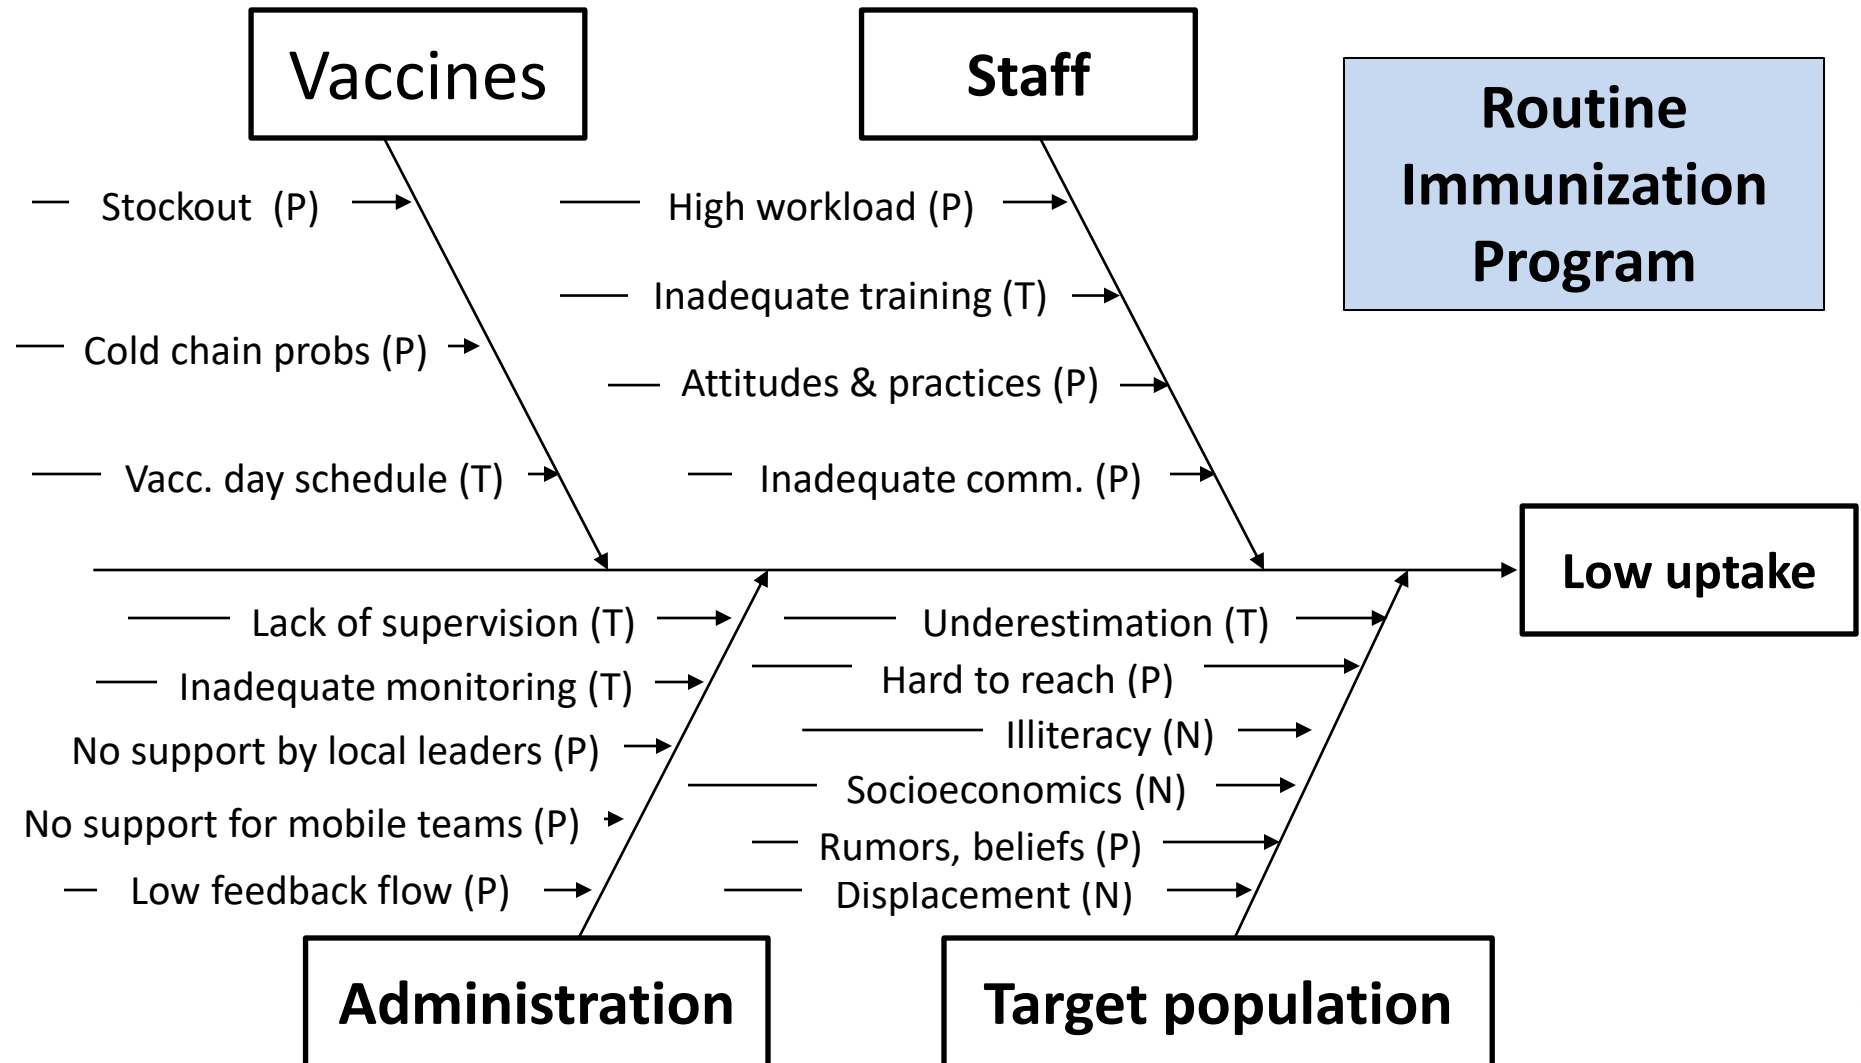 Vaccines
Staff
Routine
Immunization
Program
Stockout (P)
Cold chain probs (P)
Vacc. day schedule (T)
High workload (P)
Inadequate training (T)
Attitudes & practices (P)
Inadequate comm. (P)
Low uptake
Lack of supervision (T)
Inadequate monitoring (T)
No support by local leaders (P)
No support for mobile teams (P)
Low feedback flow (P)
Underestimation (T)
Hard to reach (P)
Illiteracy (N)
Socioeconomics (N)
Rumors, beliefs (P)
Displacement (N)
Administration
Target population